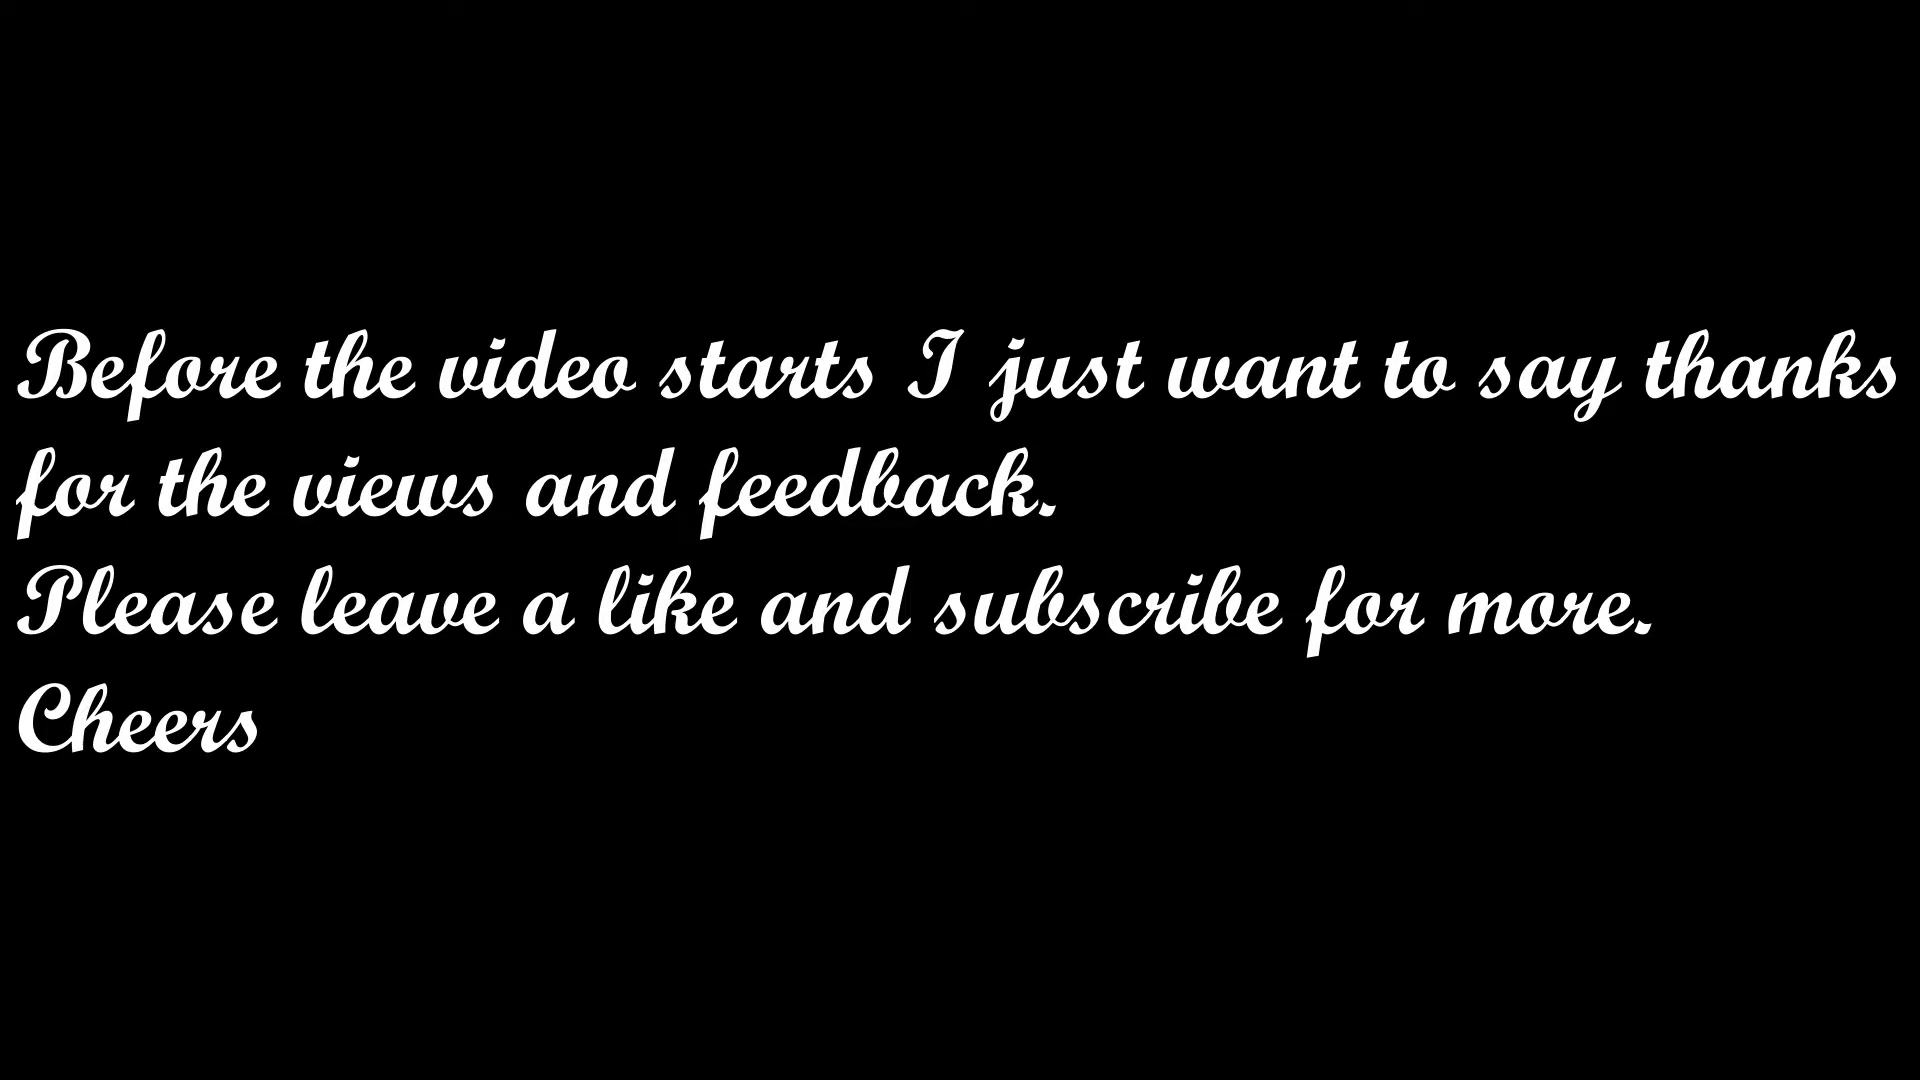 Before the video starts I just want to say thanks
for the views and feedback.
Please leave a like and subscribe for more.
Cheers